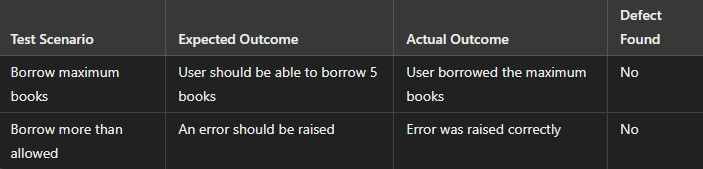 Defect
Test Scenario Expected Outcome Actual Outcome Found
Borrow maximum User should be able to borrow 5 User borrowed the maximum No
books books books
Borrow more than An error should be raised Error was raised correctly No
allowed